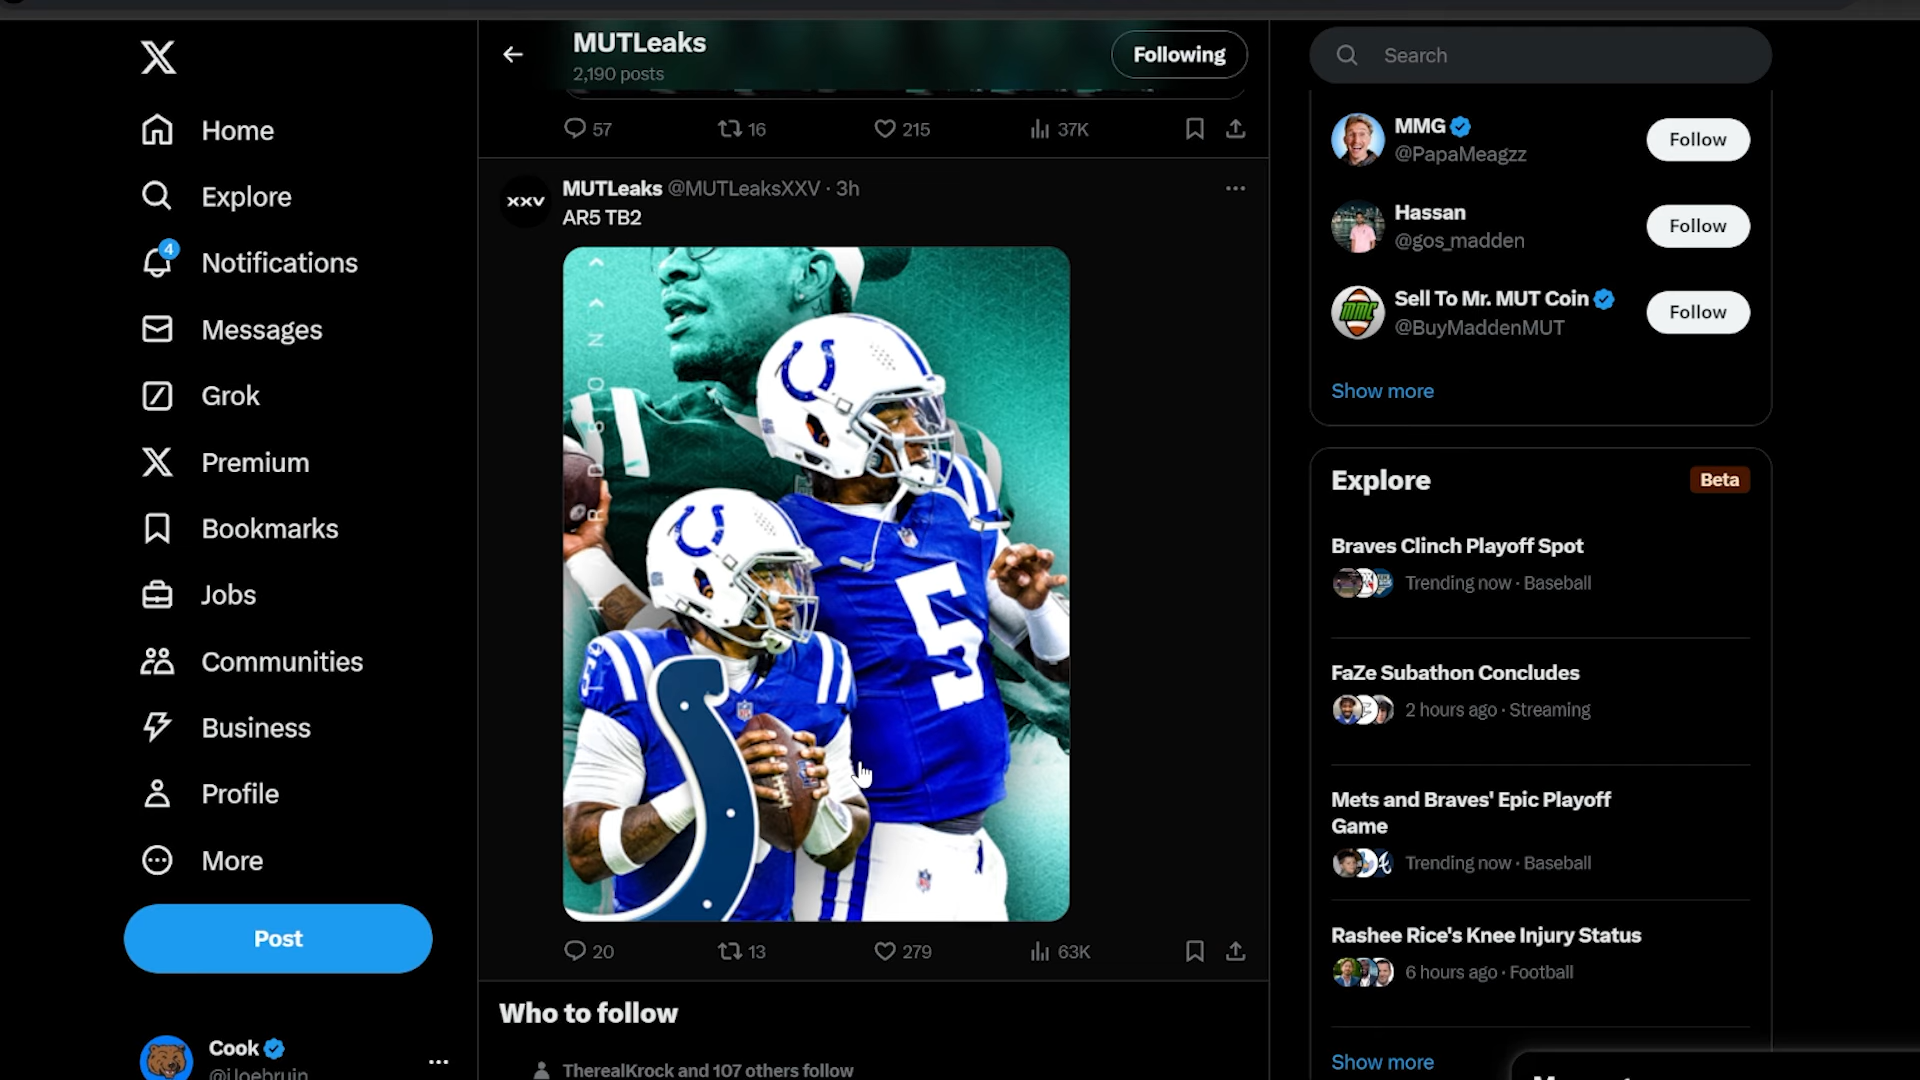 MUTLeaks
2,190 posts
Following
Search
Home
Explore
4
Notifications
Messages
Grok
Premium
Bookmarks
Jobs
Communities
Business
Profile
More
Post
Cook
57
16
215
37K
XXV
MUTLeaks @MUTLeaksXXV · 3h
AR5 TB2
5
20
13
279
63K
Who to follow
TherealKrock and 107 others follow
MMG
@PapaMeagzz
Follow
Hassan
@gos_madden
Follow
MMC
Sell To Mr. MUT Coin
@BuyMaddenMUT
Follow
Show more
Explore
Beta
Braves Clinch Playoff Spot
Trending now · Baseball
FaZe Subathon Concludes
2 hours ago · Streaming
Mets and Braves' Epic Playoff
Game
Trending now · Baseball
Rashee Rice's Knee Injury Status
6 hours ago · Football
Show more